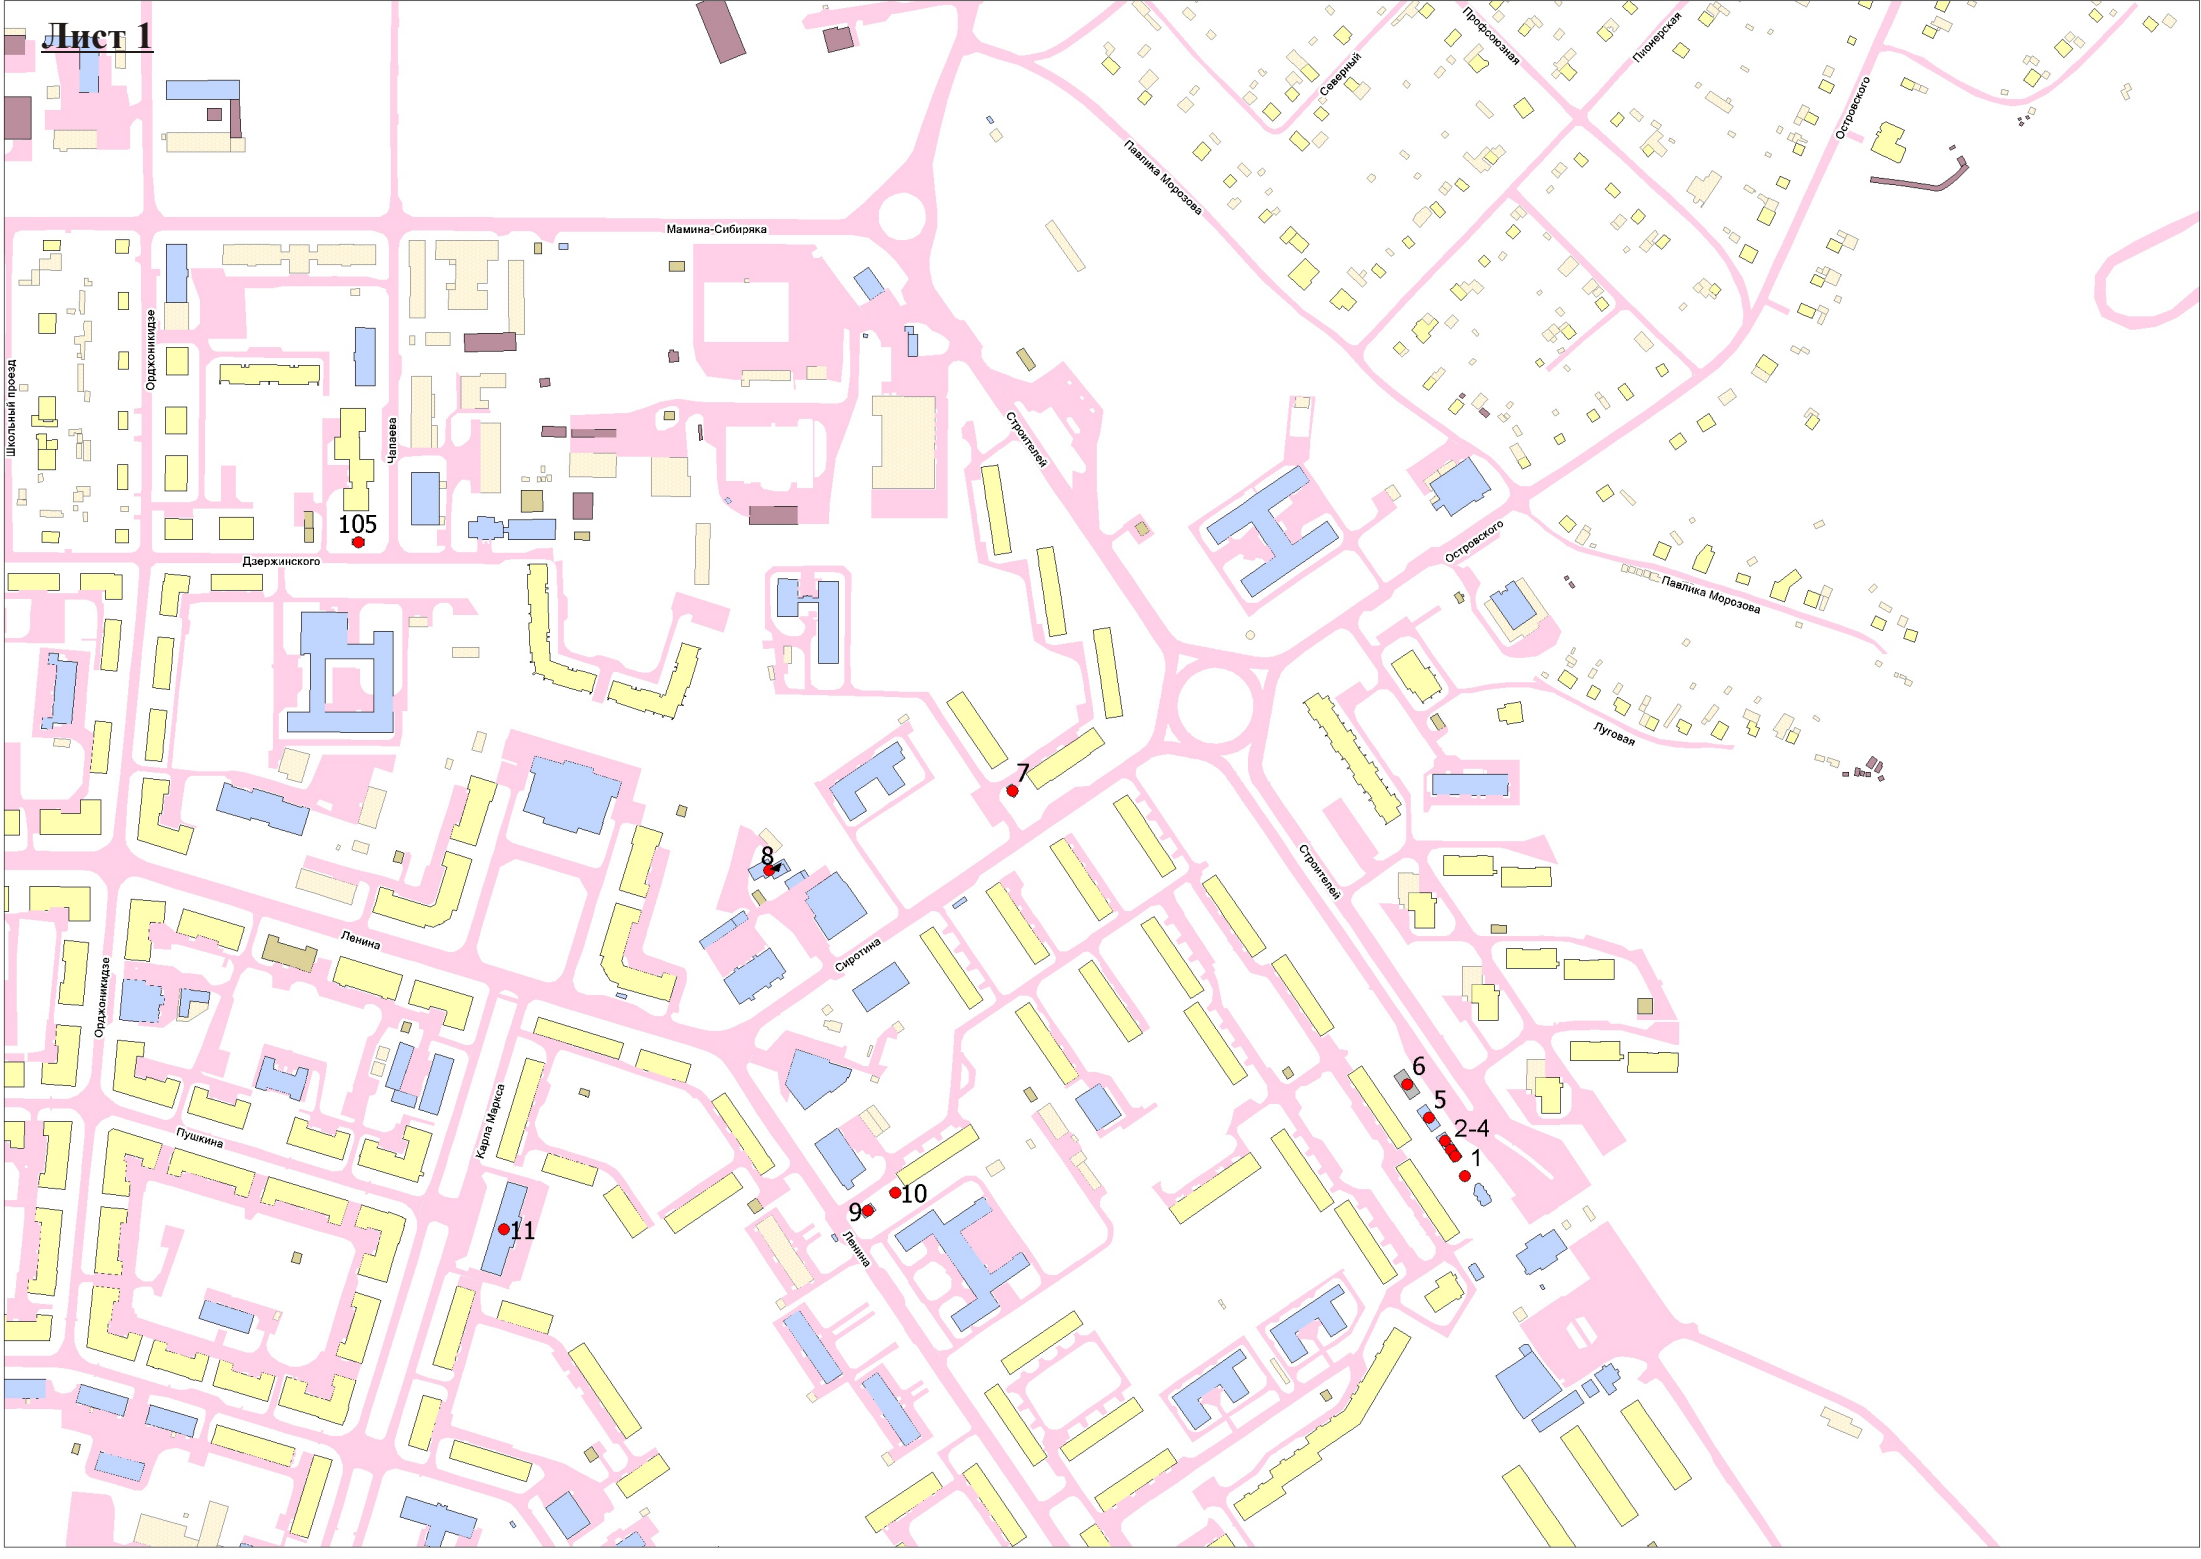 Лист 1
Северный
Профсоюзная
Пионерская
Островского
Павлика Морозова
Мамина-Сибиряка
Орджоникидзе
Школьный проезд
Чапаева
Строителей
105
Дзержинского
Островского
Павлика Морозова
Луговая
7
8
Строителей
Ленина
Сиротина
Орджоникидзе
6
5
2-4
1
Карла Маркса
Пушкина
10
9
11
Ленина